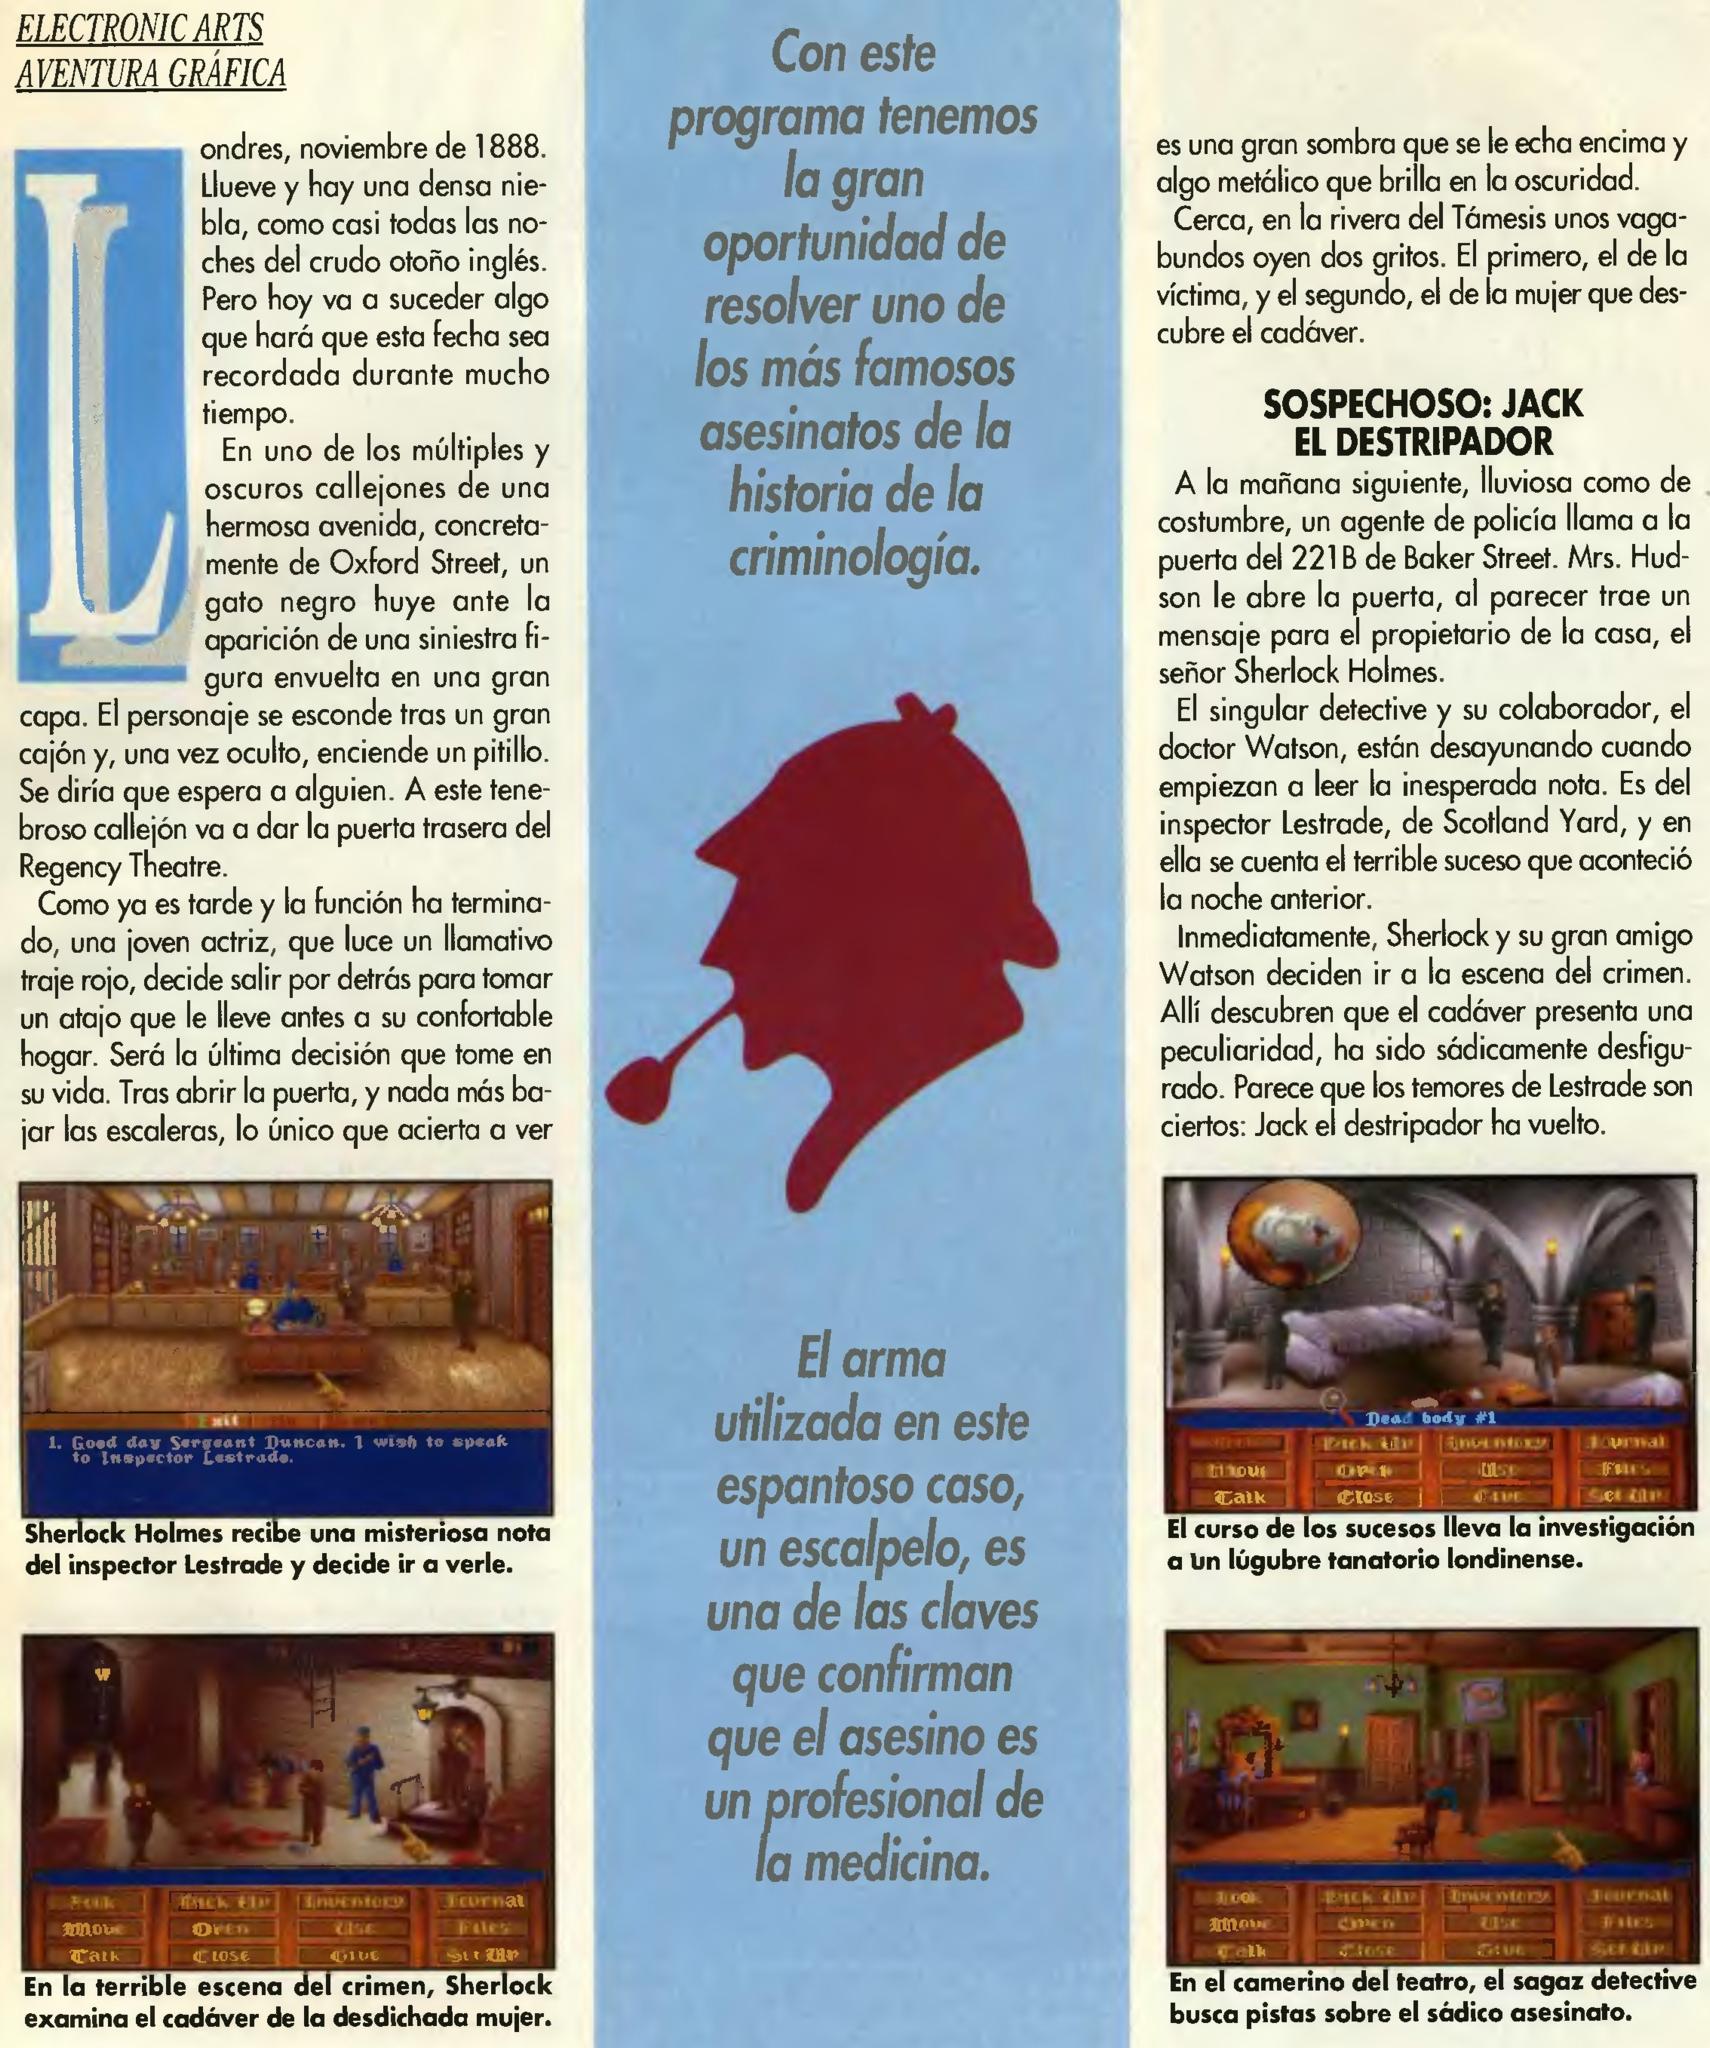 ELECTRONIC ARTS
AVENTURA GRÁFICA
Londres, noviembre de 1888.
Llueve y hay una densa nie-
bla, como casi todas las no-
ches del crudo otoño inglés.
Pero hoy va a suceder algo
que hará que esta fecha sea
recordada durante mucho
tiempo.
En uno de los múltiples y
oscuros callejones de una
hermosa avenida, concreta-
mente de Oxford Street, un
gato negro huye ante la
aparición de una siniestra fi-
gura envuelta en una gran
capa. El personaje se esconde tras un gran
cajón y, una vez oculto, enciende un pitillo.
Se diría que espera a alguien. A este tene-
broso callejón va a dar la puerta trasera del
Regency Theatre.
Como ya es tarde y la función ha termina-
do, una joven actriz, que luce un llamativo
traje rojo, decide salir por detrás para tomar
un atajo que le lleve antes a su confortable
hogar. Será la última decisión que tome en
su vida. Tras abrir la puerta, y nada más ba-
jar las escaleras, lo único que acierta a ver
Exit
1. Good day Sergeant Duncan. I wish to speak
to Inspector Lestrade.
Sherlock Holmes recibe una misteriosa nota
del inspector Lestrade y decide ir a verle.
Look Pick Up Inventory Journal
Move Open Use Files
Talk Close Give Set Up
En la terrible escena del crimen, Sherlock
examina el cadáver de la desdichada mujer.
Con este
programa tenemos
la gran
oportunidad de
resolver uno de
los más famosos
asesinatos de la
historia de la
criminología.
El arma
utilizada en este
espantoso caso,
un escalpelo, es
una de las claves
que confirman
que el asesino es
un profesional de
la medicina.
es una gran sombra que se le echa encima y
algo metálico que brilla en la oscuridad.
Cerca, en la rivera del Támesis unos vaga-
bundos oyen dos gritos. El primero, el de la
víctima, y el segundo, el de la mujer que des-
cubre el cadáver.
SOSPECHOSO: JACK
EL DESTRIPADOR
A la mañana siguiente, lluviosa como de
costumbre, un agente de policía llama a la
puerta del 221B de Baker Street. Mrs. Hud-
son le abre la puerta, al parecer trae un
mensaje para el propietario de la casa, el
señor Sherlock Holmes.
El singular detective y su colaborador, el
doctor Watson, están desayunando cuando
empiezan a leer la inesperada nota. Es del
inspector Lestrade, de Scotland Yard, y en
ella se cuenta el terrible suceso que aconteció
la noche anterior.
Inmediatamente, Sherlock y su gran amigo
Watson deciden ir a la escena del crimen.
Allí descubren que el cadáver presenta una
peculiaridad, ha sido sádicamente desfigu-
rado. Parece que los temores de Lestrade son
ciertos: Jack el destripador ha vuelto.
Dead body #1
Pick Up Inventory Journal
Move Open Use Files
Talk Close Give Set Up
El curso de los sucesos lleva la investigación
a un lúgubre tanatorio londinense.
Look Pick Up Inventory Journal
Move Open Use Files
Talk Close Give Set Up
En el camerino del teatro, el sagaz detective
busca pistas sobre el sádico asesinato.